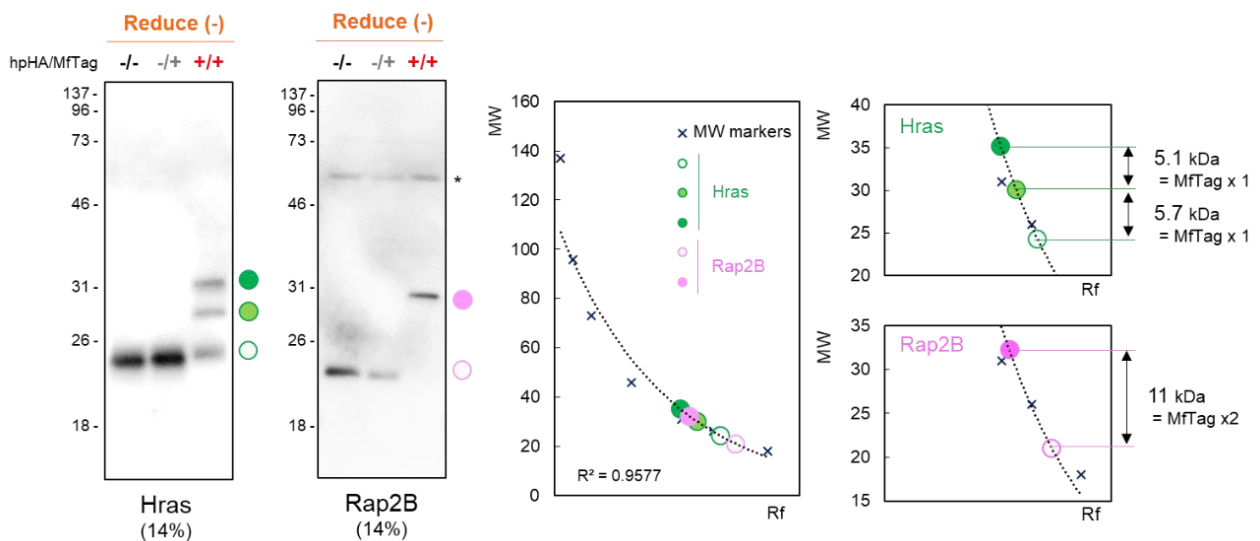 Reduce (-)
hpHA/MfTag -/- -/+ +/+
137 -
96 -
73 -
46 -
31 -
26 -
18 -
Hras
(14%)
Reduce (-)
-/- -/+ +/+
137 -
96 -
73 -
46 -
31 -
26 -
18 -
*
Rap2B
(14%)
MW
160
140
120
100
80
60
40
20
0
MW markers
Hras
Rap2B
R² = 0.9577
Rf
MW
40
35
30
25
20
Hras
Rf
5.1 kDa
= MfTag x 1
5.7 kDa
= MfTag x 1
MW
35
30
25
20
15
Rap2B
Rf
11 kDa
= MfTag x2